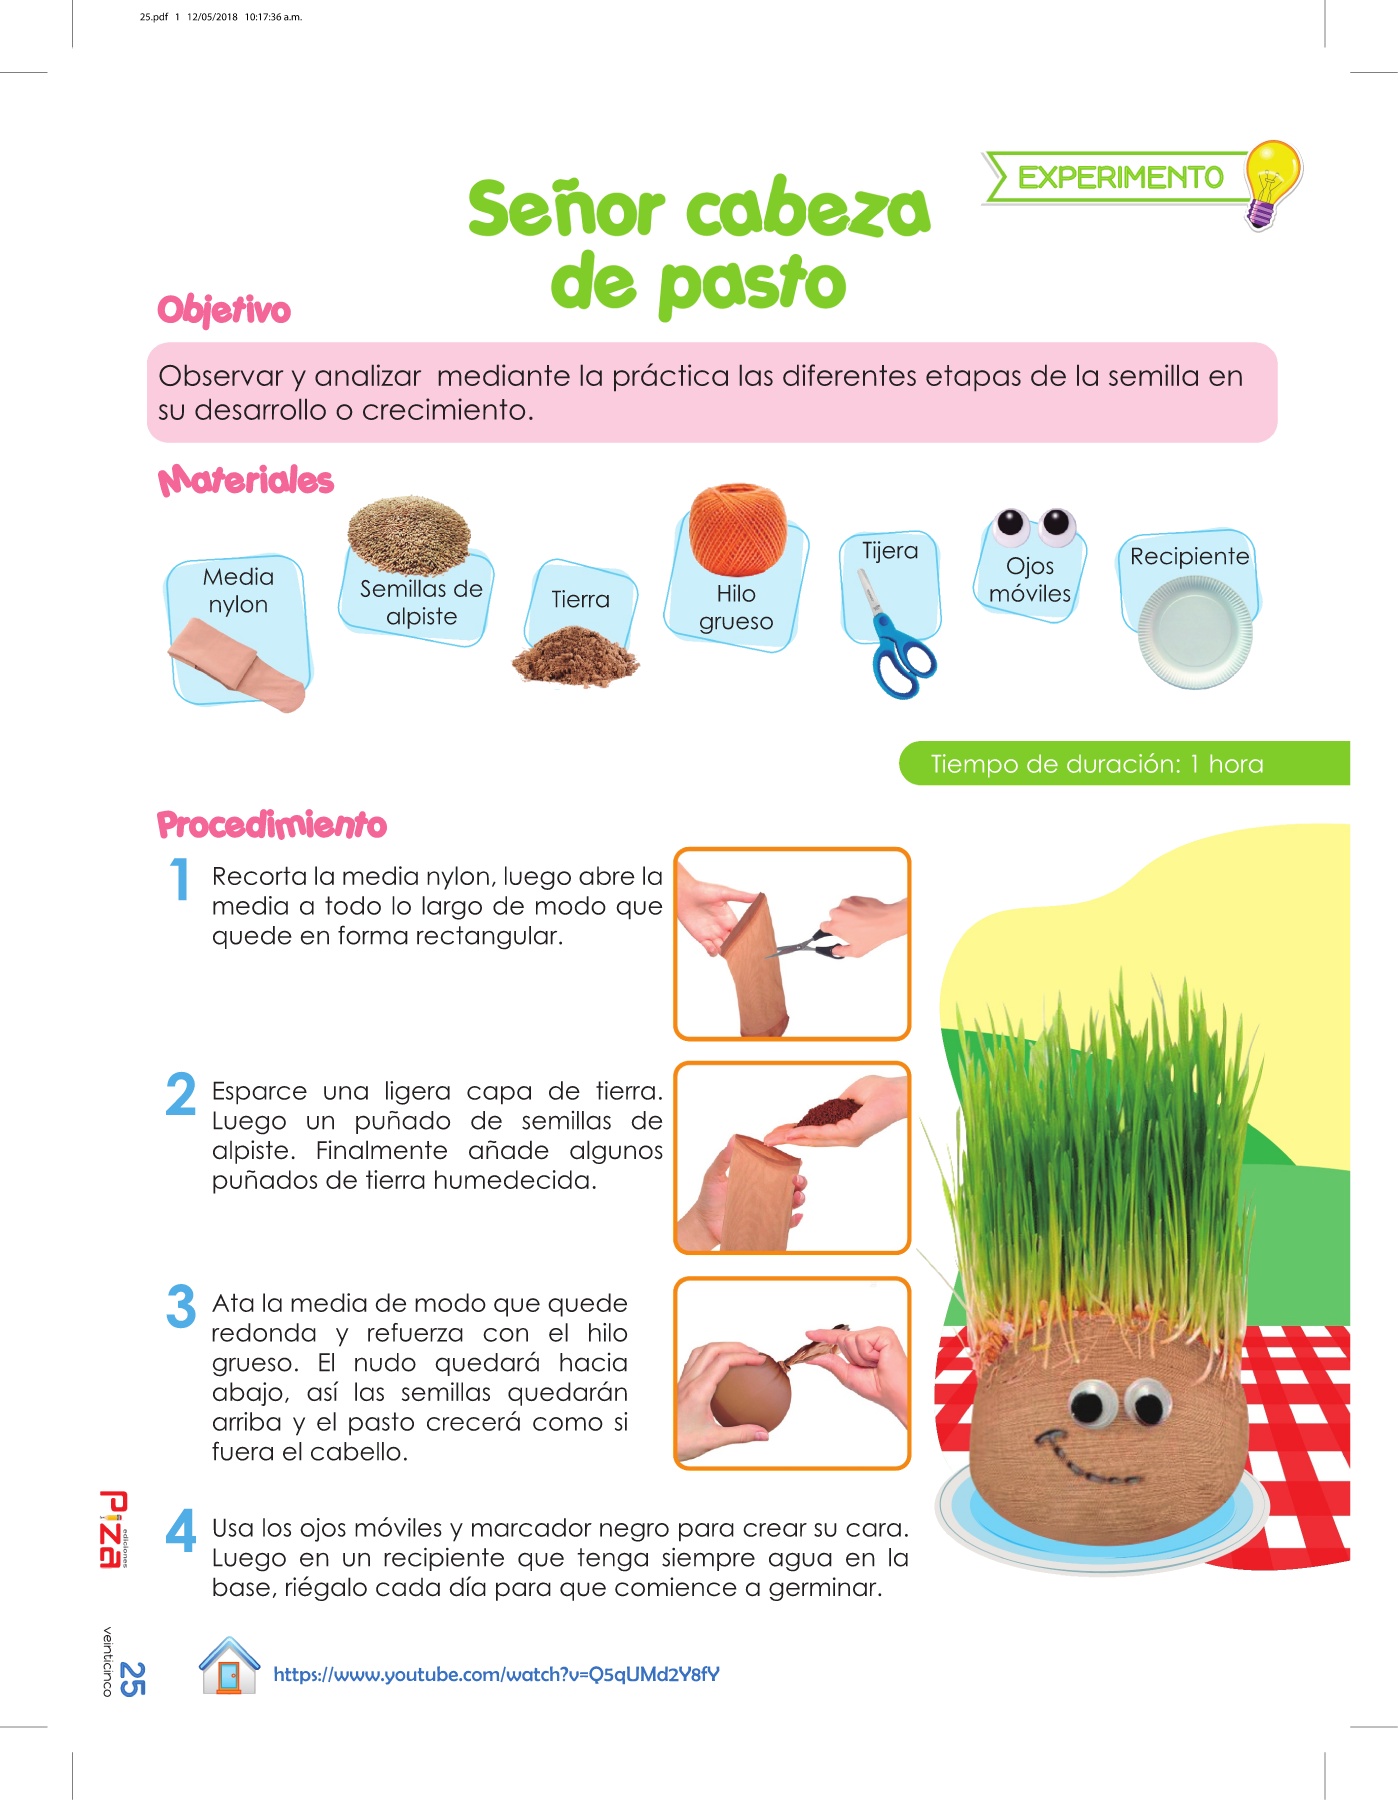 25.pdf 1 12/05/2018 10:17:36 a.m.
EXPERIMENTO
Señor cabeza
de pasto
Objetivo
Observar y analizar mediante la práctica las diferentes etapas de la semilla en
su desarrollo o crecimiento.
Materiales
Media
nylon
Semillas de
alpiste
Tierra
Hilo
grueso
Tijera
Ojos
móviles
Recipiente
Tiempo de duración: 1 hora
Procedimiento
1 Recorta la media nylon, luego abre la
media a todo lo largo de modo que
quede en forma rectangular.
2 Esparce una ligera capa de tierra.
Luego un puñado de semillas de
alpiste. Finalmente añade algunos
puñados de tierra humedecida.
3 Ata la media de modo que quede
redonda y refuerza con el hilo
grueso. El nudo quedará hacia
abajo, así las semillas quedarán
arriba y el pasto crecerá como si
fuera el cabello.
4 Usa los ojos móviles y marcador negro para crear su cara.
Luego en un recipiente que tenga siempre agua en la
base, riégalo cada día para que comience a germinar.
https://www.youtube.com/watch?v=Q5qUMd2Y8fY
ediciones
Piza
25
veinticinco